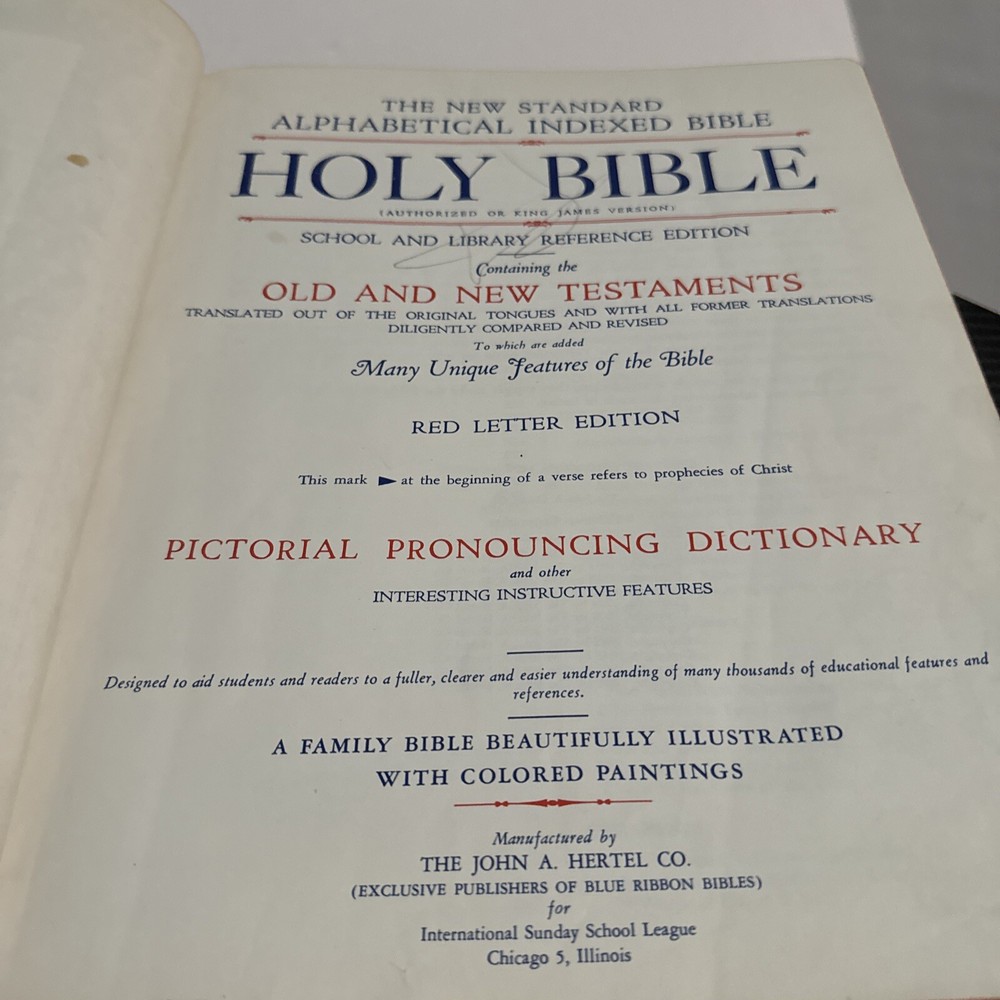 THE NEW STANDARD
ALPHABETICAL INDEXED BIBLE
HOLY BIBLE
(AUTHORIZED OR KING JAMES VERSION)
SCHOOL AND LIBRARY REFERENCE EDITION
Containing the
OLD AND NEW TESTAMENTS
TRANSLATED OUT OF THE ORIGINAL TONGUES AND WITH ALL FORMER TRANSLATIONS
DILIGENTLY COMPARED AND REVISED
To which are added
Many Unique Features of the Bible
RED LETTER EDITION
This mark ► at the beginning of a verse refers to prophecies of Christ
PICTORIAL PRONOUNCING DICTIONARY
and other
INTERESTING INSTRUCTIVE FEATURES
Designed to aid students and readers to a fuller, clearer and easier understanding of many thousands of educational features and
references.
A FAMILY BIBLE BEAUTIFULLY ILLUSTRATED
WITH COLORED PAINTINGS
Manufactured by
THE JOHN A. HERTEL CO.
(EXCLUSIVE PUBLISHERS OF BLUE RIBBON BIBLES)
for
International Sunday School League
Chicago 5, Illinois